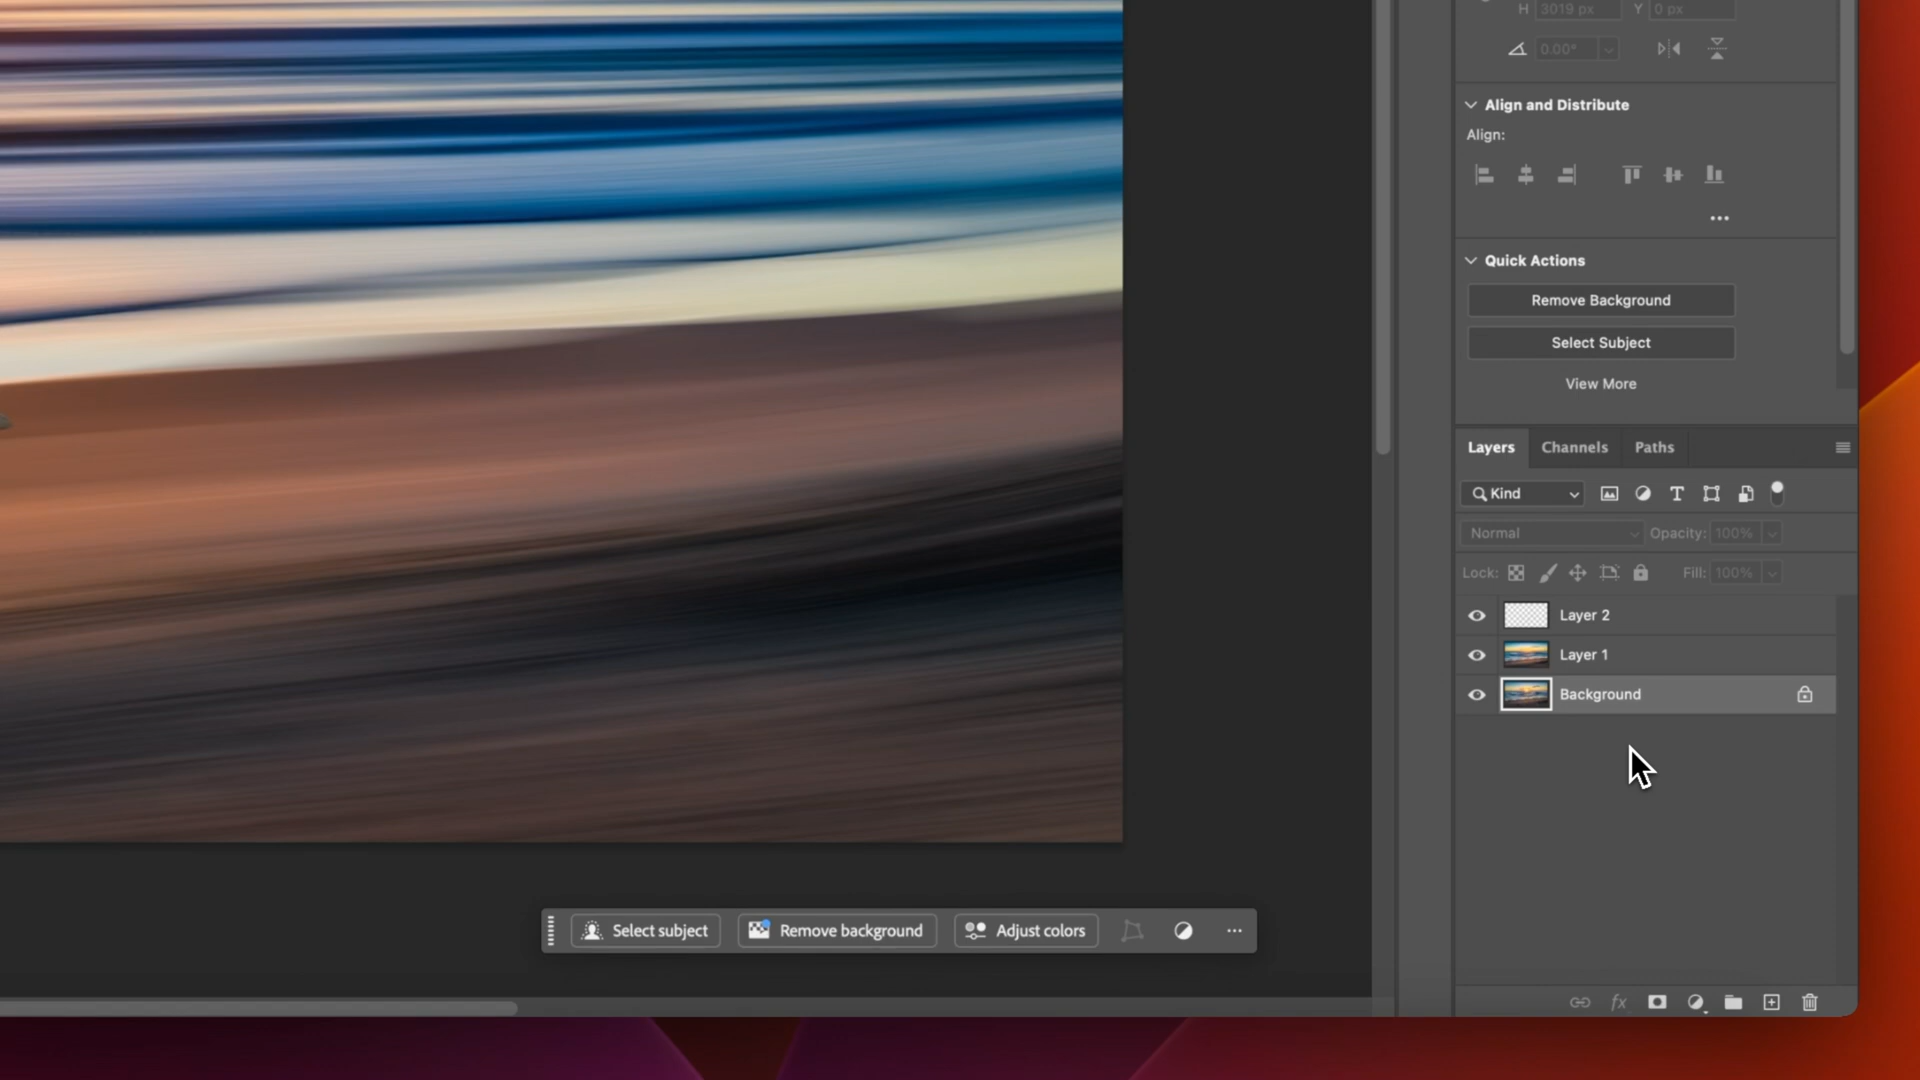 H 3019 px Y 0 px
0.00°
Align and Distribute
Align:
Quick Actions
Remove Background
Select Subject
View More
Layers Channels Paths
Kind
Normal Opacity: 100%
Lock: Fill: 100%
Layer 2
Layer 1
Background
Select subject Remove background Adjust colors
fx